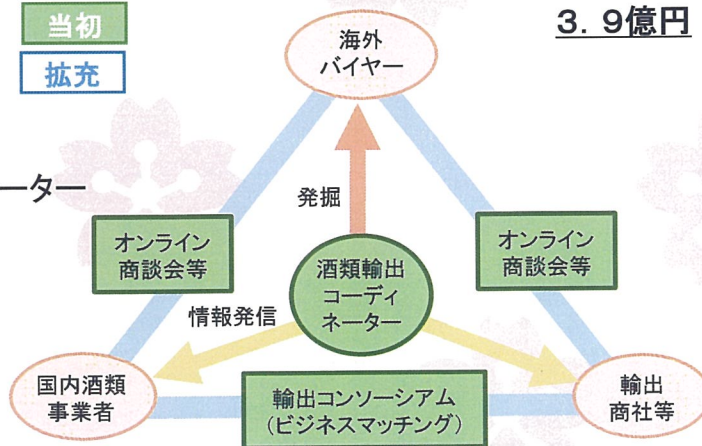 当初
拡充
3．9億円
海外
バイヤー
ーター
発掘
オンライン
商談会等
オンライン
商談会等
酒類輸出
コーディ
ネーター
情報発信
国内酒類
事業者
輸出コンソーシアム
(ビジネスマッチング)
輸出
商社等